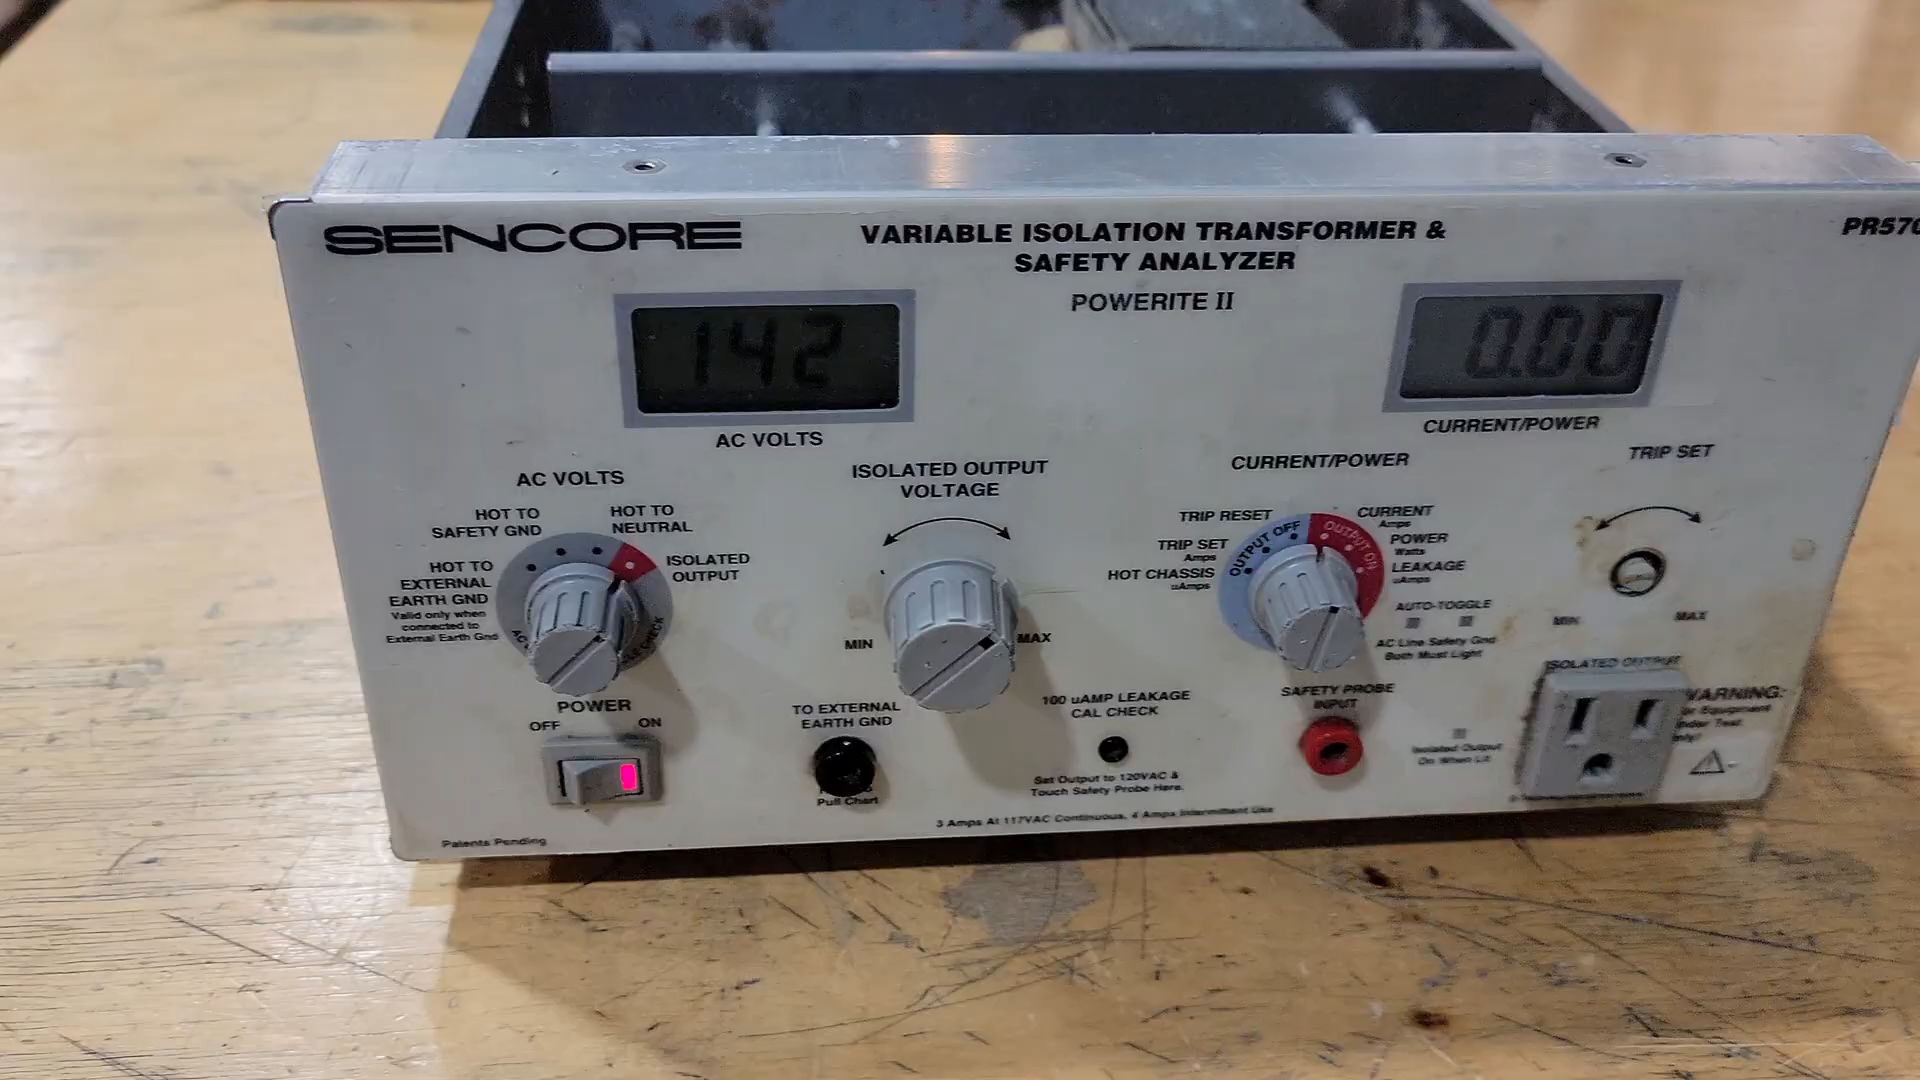 SENCORE
VARIABLE ISOLATION TRANSFORMER &
SAFETY ANALYZER
POWERITE II
PR570
142
AC VOLTS
0.00
CURRENT/POWER
AC VOLTS
HOT TO
SAFETY GND
HOT TO
NEUTRAL
HOT TO
EXTERNAL
EARTH GND
Valid only when
connected to
External Earth Gnd
ISOLATED
OUTPUT
CHECK
ISOLATED OUTPUT
VOLTAGE
MIN
MAX
CURRENT/POWER
TRIP RESET
TRIP SET
Amps
HOT CHASSIS
uAmps
OUTPUT OFF
OUTPUT ON
CURRENT
Amps
POWER
Watts
LEAKAGE
uAmps
AUTO-TOGGLE
AC Line Safety Gnd
Both Must Light
TRIP SET
MIN
MAX
POWER
OFF
ON
TO EXTERNAL
EARTH GND
Pull Chart
100 uAMP LEAKAGE
CAL CHECK
Set Output to 120VAC &
Touch Safety Probe Here.
SAFETY PROBE
INPUT
Isolated Output
On When Lit
ISOLATED OUTPUT
WARNING:
Equipment
Under Test
Only!
Patents Pending
3 Amps At 117VAC Continuous, 4 Amps Intermittent Use